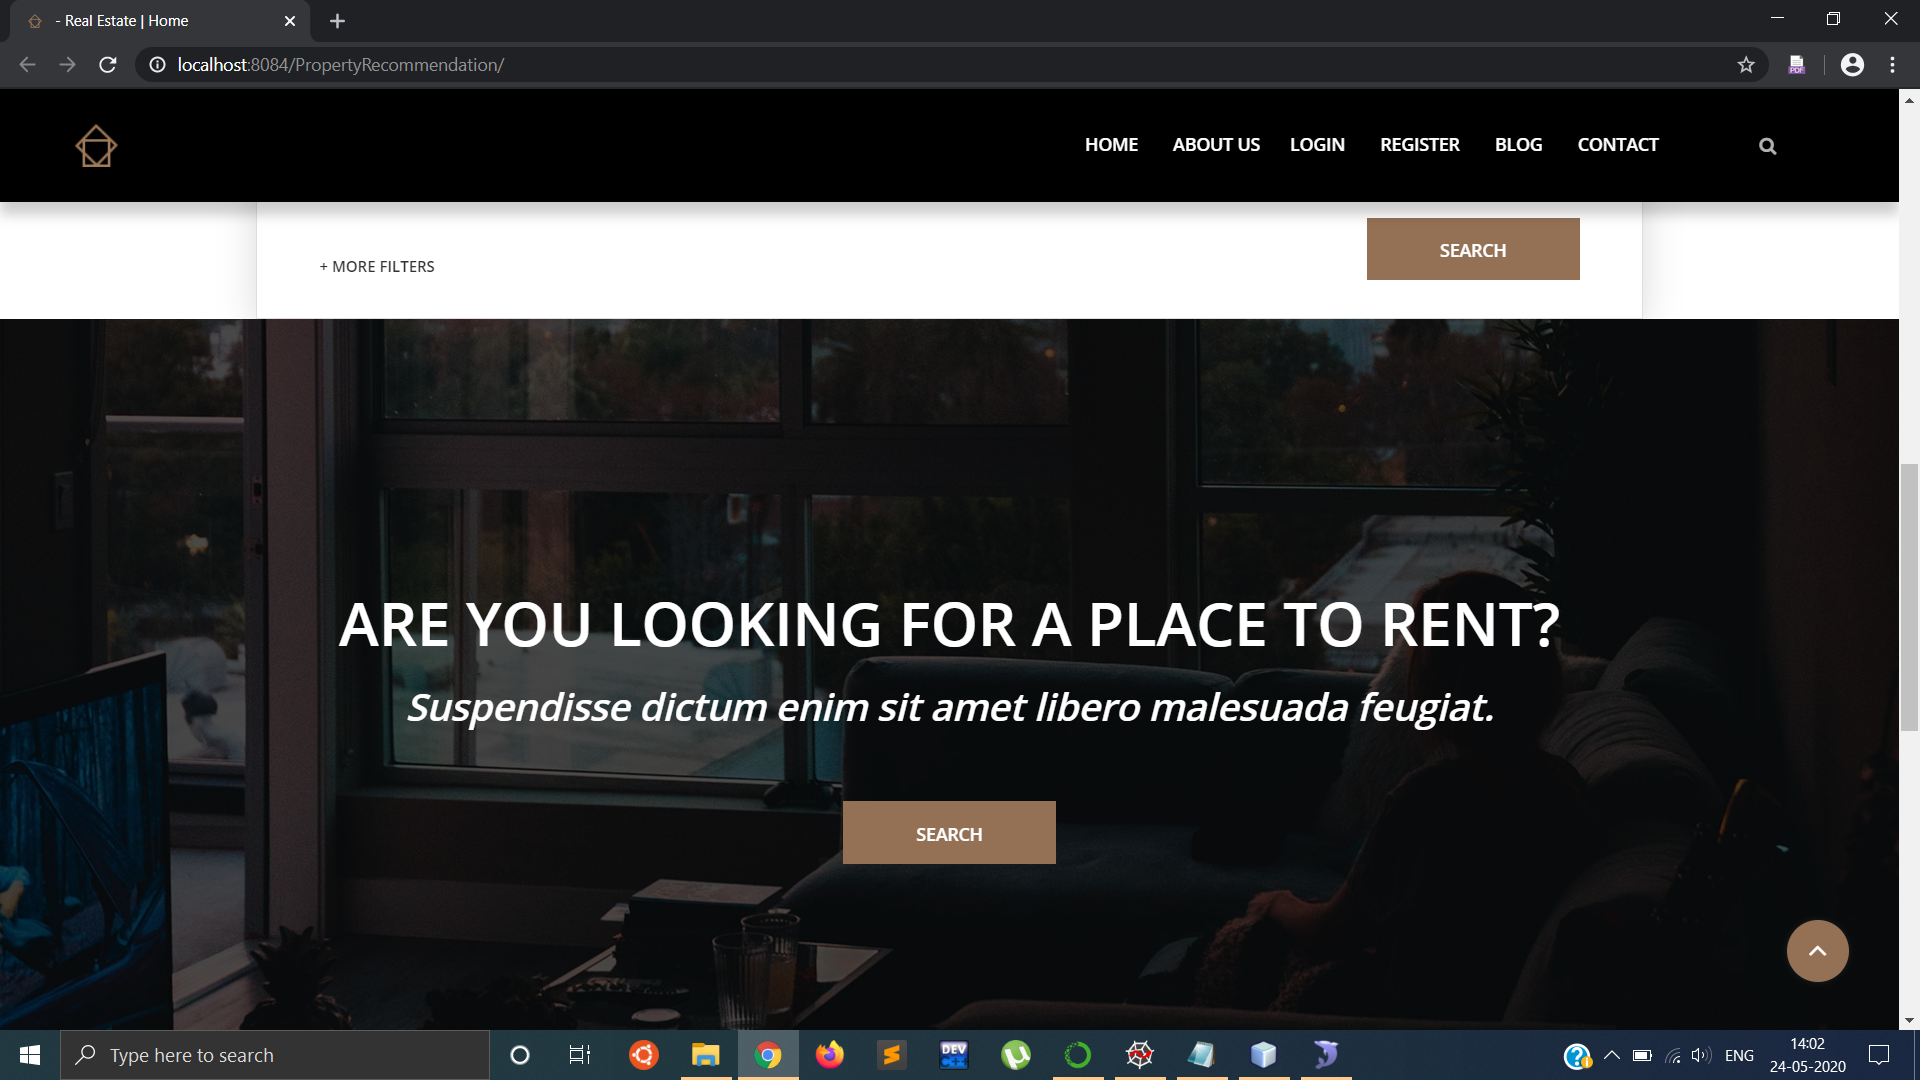 - Real Estate | Home
localhost:8084/PropertyRecommendation/
PDF
HOME ABOUT US LOGIN REGISTER BLOG CONTACT
SEARCH
+ MORE FILTERS
ARE YOU LOOKING FOR A PLACE TO RENT?
Suspendisse dictum enim sit amet libero malesuada feugiat.
SEARCH
Type here to search
DEV
C++
ENG
14:02
24-05-2020